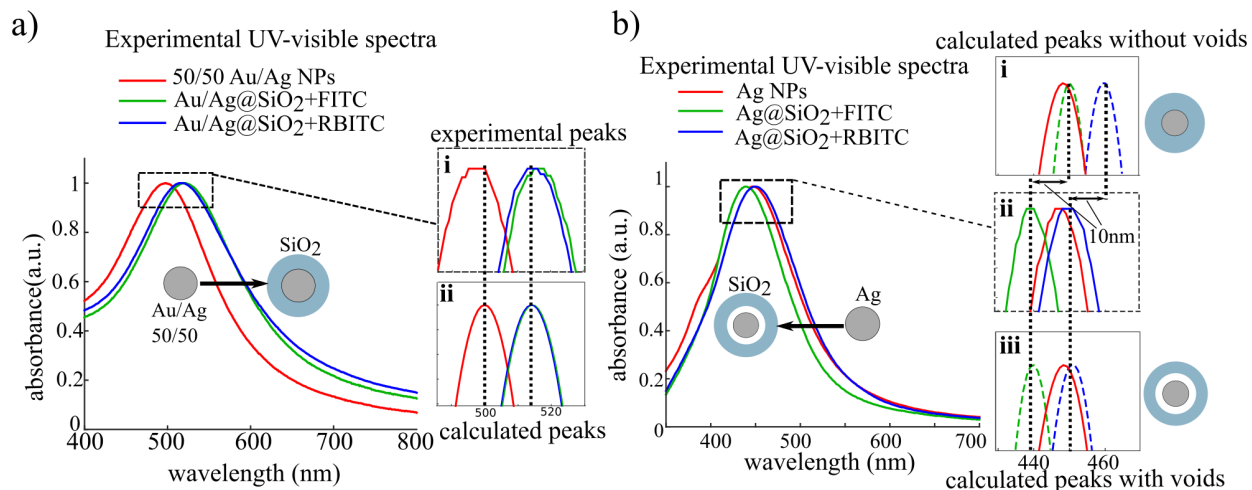 a)
Experimental UV-visible spectra
50/50 Au/Ag NPs
Au/Ag@SiO2+FITC
Au/Ag@SiO2+RBITC
experimental peaks
i
ii
500
520
calculated peaks
absorbance(a.u.)
1
0.8
0.6
0.4
0.2
0
400
500
600
700
800
wavelength (nm)
SiO2
Au/Ag
50/50
b)
Experimental UV-visible spectra
Ag NPs
Ag@SiO2+FITC
Ag@SiO2+RBITC
calculated peaks without voids
i
ii
10nm
iii
440
460
calculated peaks with voids
absorbance (a.u.)
1
0.8
0.6
0.4
0.2
0
400
500
600
700
wavelength (nm)
SiO2
Ag